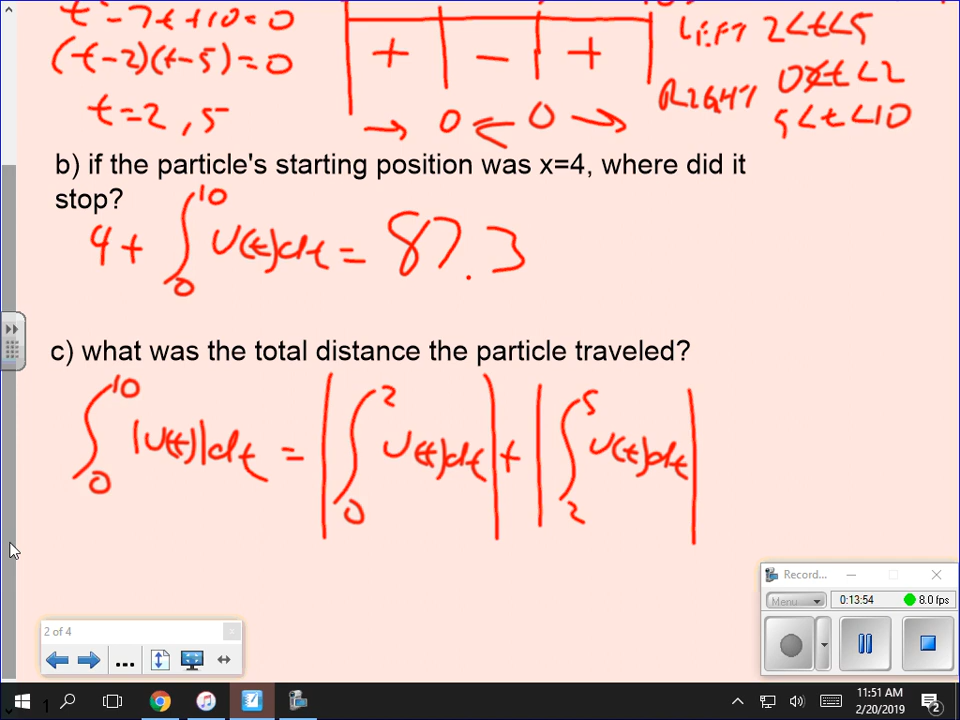 t² - 7t + 10 = 0
(t-2)(t-5) = 0
t = 2, 5
+ - +
→ 0 ← 0 →
LEFT 2<t<5
RIGHT 0<t<2
5<t<10
b) if the particle's starting position was x=4, where did it
stop?
4 + ∫₀¹⁰ v(t)dt = 87.3
c) what was the total distance the particle traveled?
∫₀¹⁰ |v(t)|dt = |∫₀² v(t)dt| + |∫₂⁵ v(t)dt|
Record...
Menu
0:13:54
8.0 fps
2 of 4
11:51 AM
2/20/2019
2
1